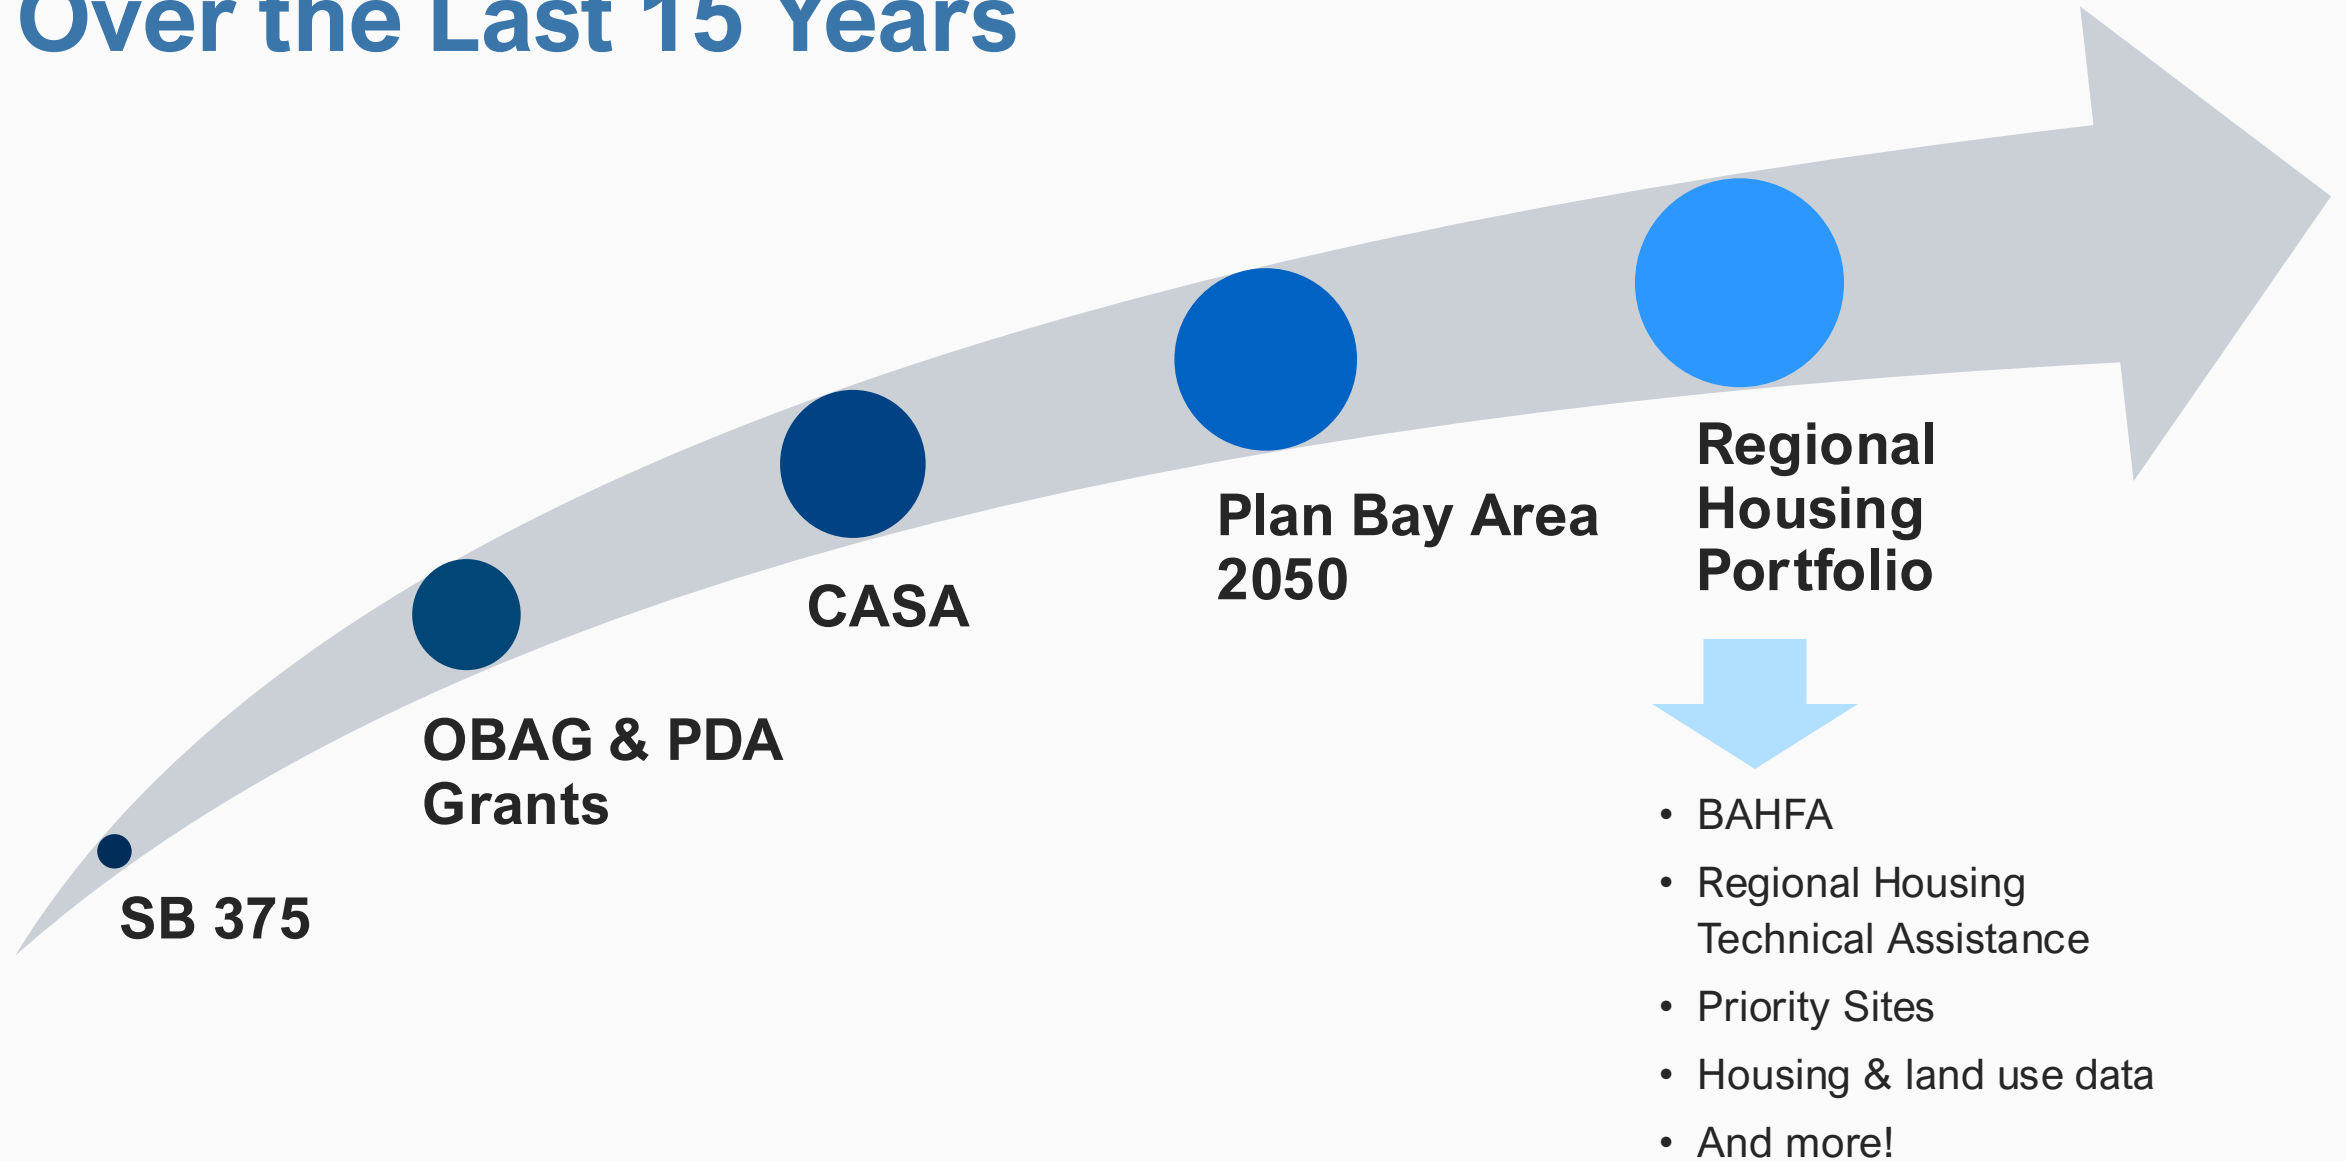 Over the Last 15 Years
SB 375
OBAG & PDA
Grants
CASA
Plan Bay Area
2050
Regional
Housing
Portfolio
• BAHFA
• Regional Housing
Technical Assistance
• Priority Sites
• Housing & land use data
• And more!